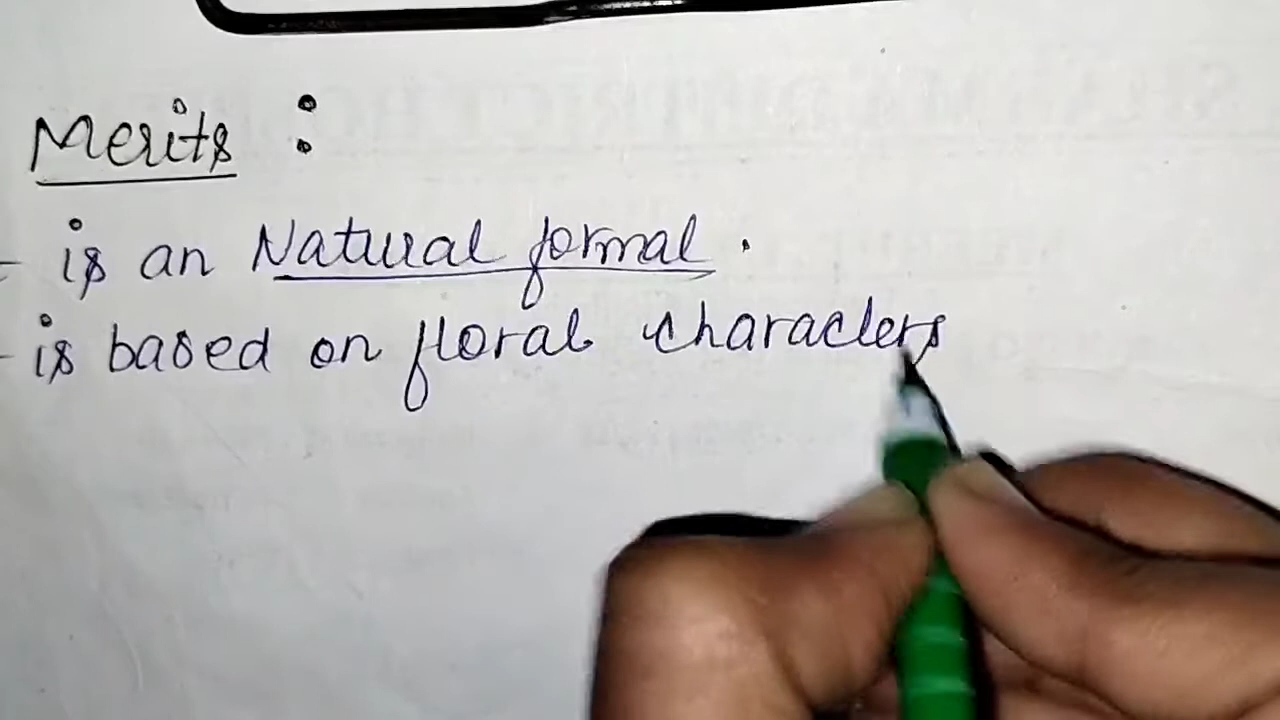 Merits :
- is an Natural formal.
- is based on floral characters